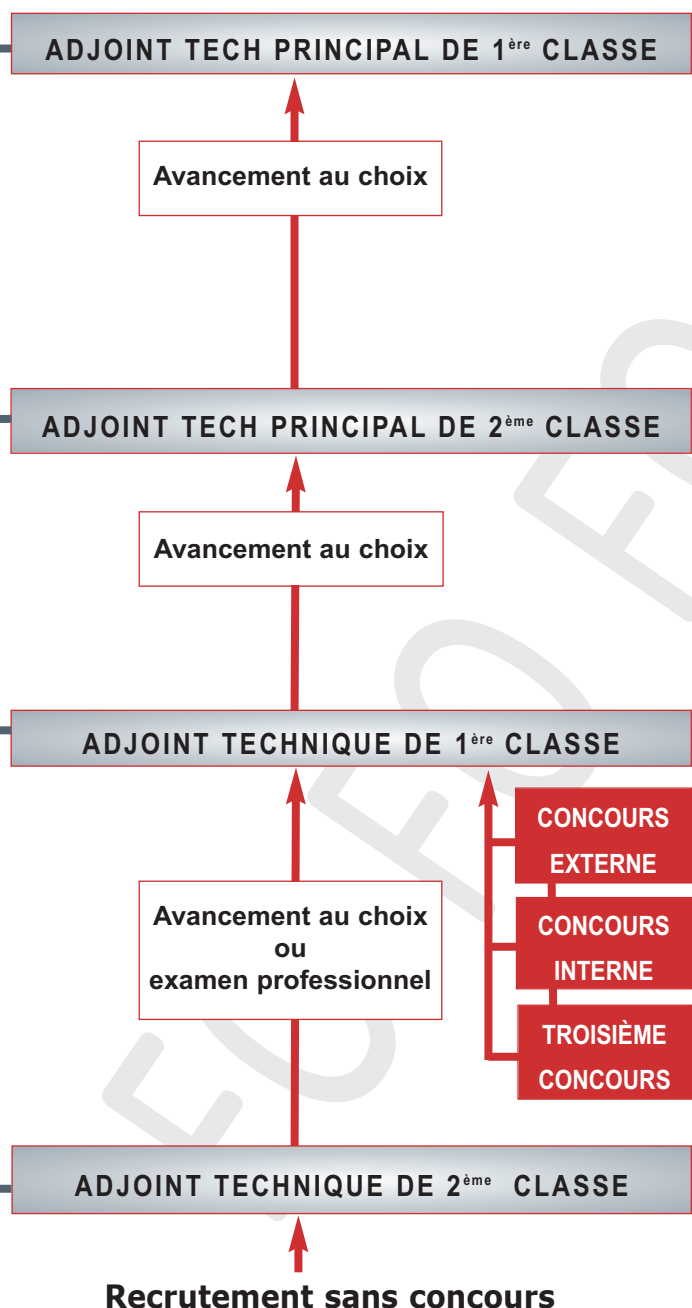 ADJOINT TECH PRINCIPAL DE 1ère CLASSE
Avancement au choix
ADJOINT TECH PRINCIPAL DE 2ème CLASSE
Avancement au choix
ADJOINT TECHNIQUE DE 1ère CLASSE
CONCOURS
EXTERNE
Avancement au choix
ou
examen professionnel
CONCOURS
INTERNE
TROISIÈME
CONCOURS
ADJOINT TECHNIQUE DE 2ème CLASSE
Recrutement sans concours